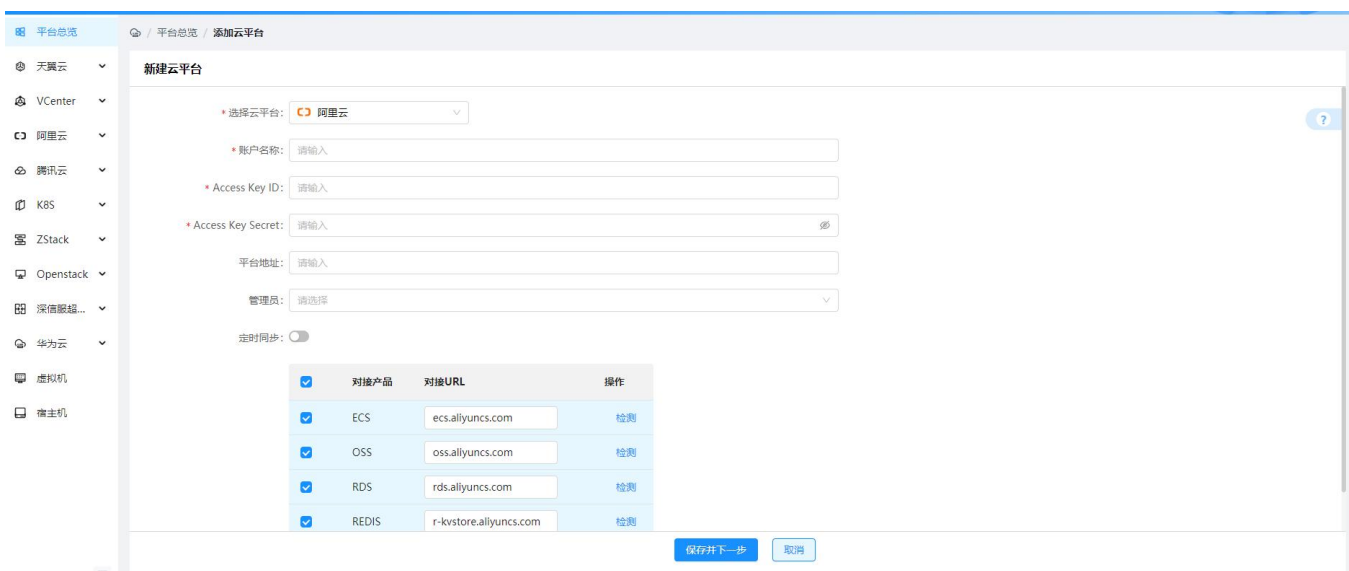 平台总览
天翼云
VCenter
阿里云
腾讯云
K8S
ZStack
Openstack
深信服超...
华为云
虚拟机
宿主机
/ 平台总览 / 添加云平台
新建云平台
* 选择云平台: 阿里云
* 账户名称: 请输入
* Access Key ID: 请输入
* Access Key Secret: 请输入
平台地址: 请输入
管理员: 请选择
定时同步:
对接产品 对接URL 操作
ECS ecs.aliyuncs.com 检测
OSS oss.aliyuncs.com 检测
RDS rds.aliyuncs.com 检测
REDIS r-kvstore.aliyuncs.com 检测
保存并下一步 取消
?